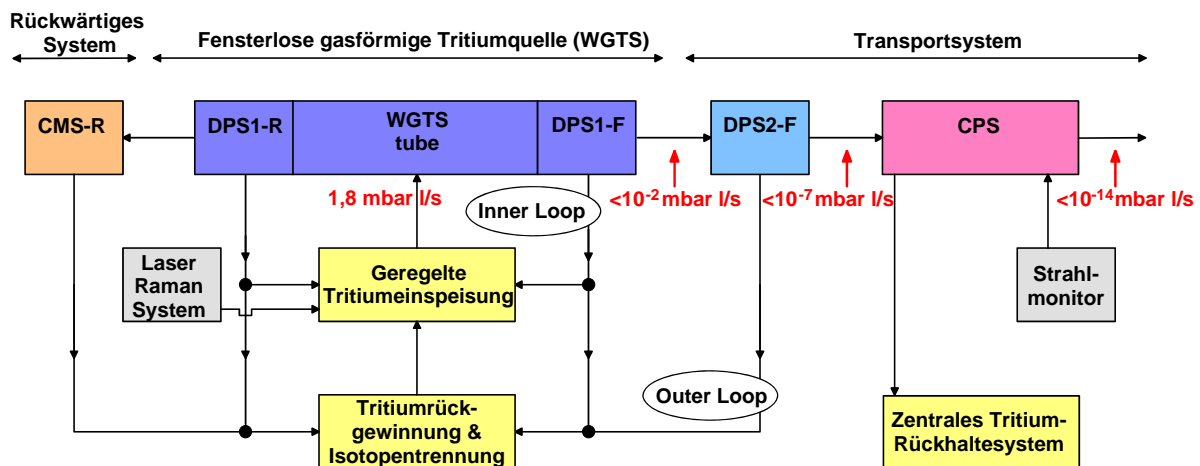 Rückwärtiges
System
Fensterlose gasförmige Tritiumquelle (WGTS)
Transportsystem
CMS-R
DPS1-R
WGTS
tube
DPS1-F
DPS2-F
CPS
1,8 mbar l/s
Inner Loop
<10-2 mbar l/s
<10-7 mbar l/s
<10-14 mbar l/s
Laser
Raman
System
Geregelte
Tritiumeinspeisung
Strahl-
monitor
Outer Loop
Tritiumrück-
gewinnung &
Isotopentrennung
Zentrales Tritium-
Rückhaltesystem